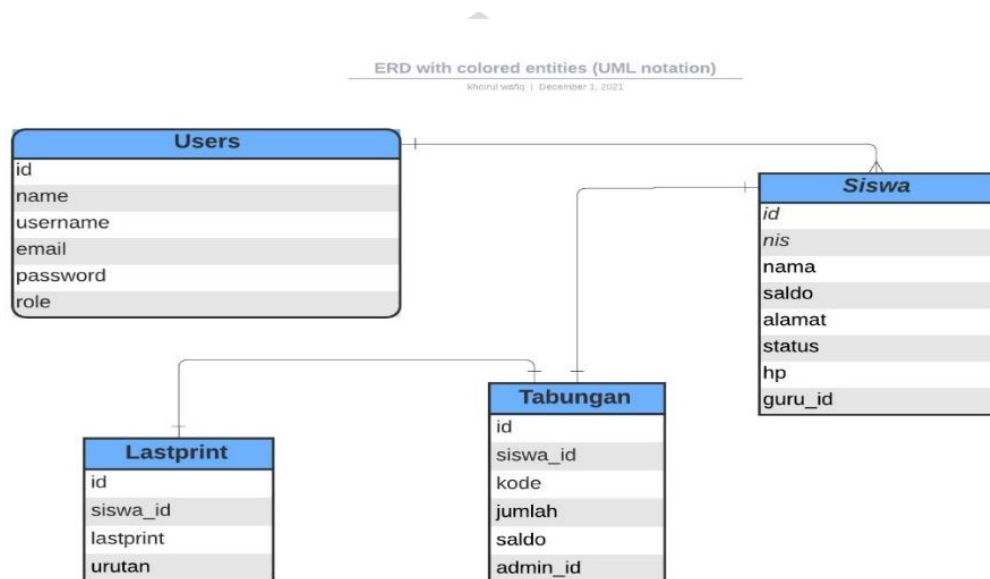 ERD with colored entities (UML notation)
khoirul wafiq | December 1, 2021
Users
id
name
username
email
password
role
Siswa
id
nis
nama
saldo
alamat
status
hp
guru_id
Lastprint
id
siswa_id
lastprint
urutan
Tabungan
id
siswa_id
kode
jumlah
saldo
admin_id